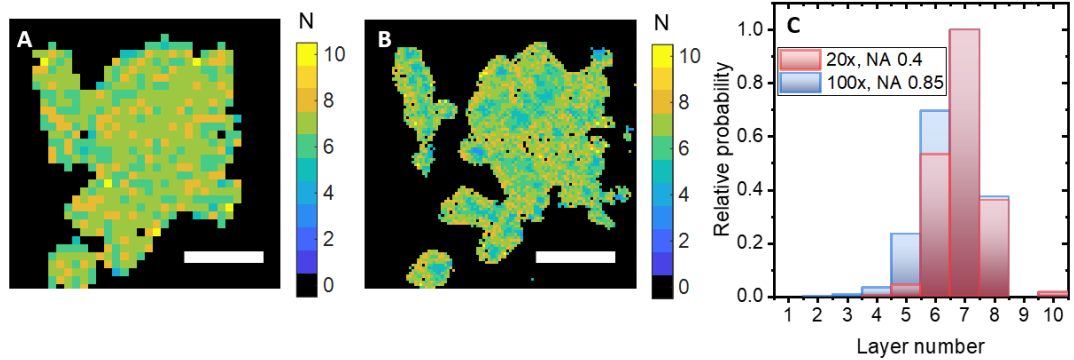 A
N
10
8
6
4
2
0
B
N
10
8
6
4
2
0
C
20x, NA 0.4
100x, NA 0.85
Relative probability
1.0
0.8
0.6
0.4
0.2
0.0
1 2 3 4 5 6 7 8 9 10
Layer number